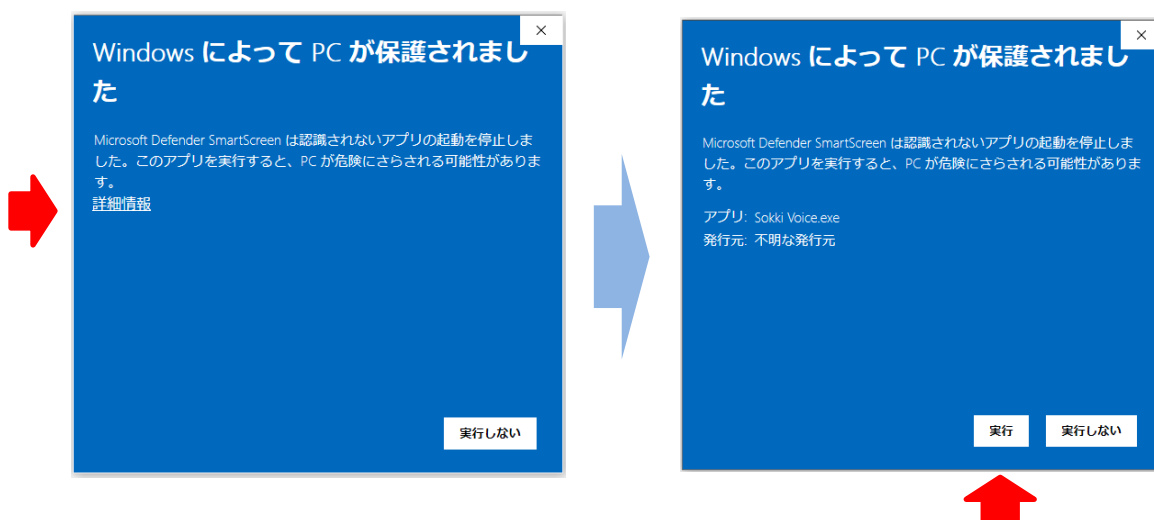 ×
Windows によって PC が保護されまし
た
Microsoft Defender SmartScreen は認識されないアプリの起動を停止しま
した。このアプリを実行すると、PC が危険にさらされる可能性がありま
す。
詳細情報
実行しない
×
Windows によって PC が保護されまし
た
Microsoft Defender SmartScreen は認識されないアプリの起動を停止しま
した。このアプリを実行すると、PC が危険にさらされる可能性がありま
す。
アプリ: Sokki Voice.exe
発行元: 不明な発行元
実行 実行しない